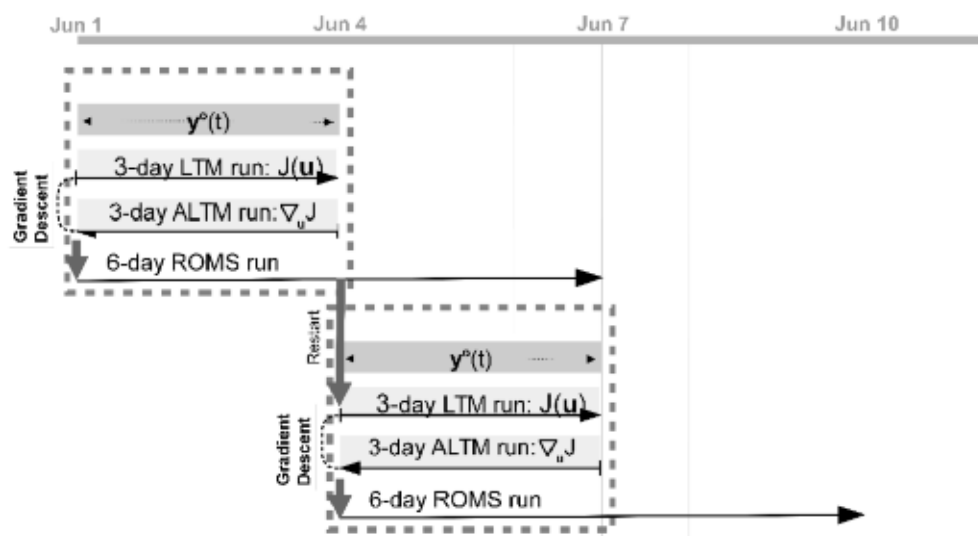 Jun 1 Jun 4 Jun 7 Jun 10
yº(t)
3-day LTM run: J(u)
Gradient
Descent
3-day ALTM run:∇uJ
6-day ROMS run
Restart
yº(t)
3-day LTM run: J(u)
Gradient
Descent
3-day ALTM run:∇uJ
6-day ROMS run